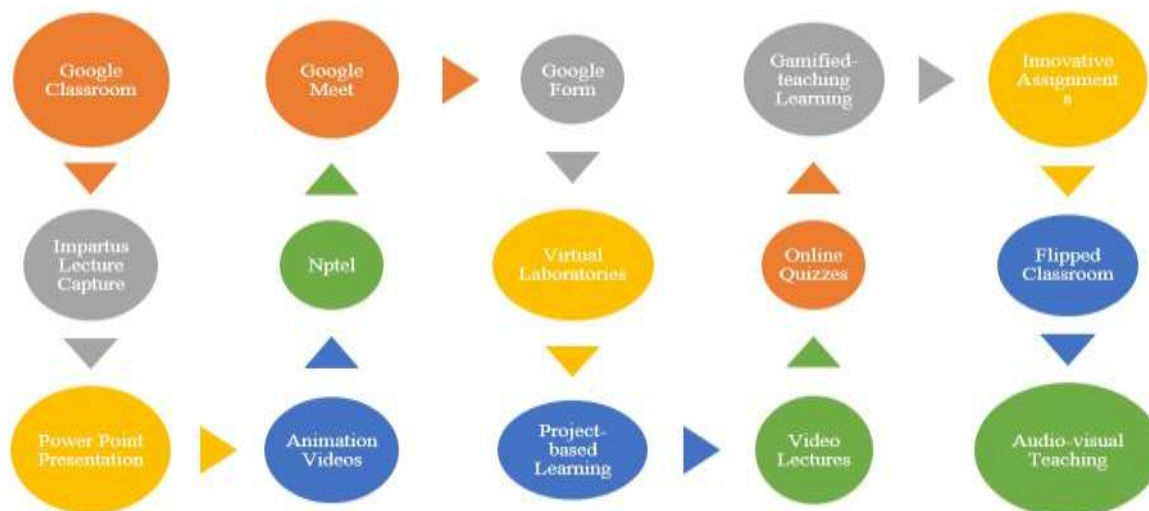 Google
Classroom
Impartus
Lecture
Capture
Power Point
Presentation
Animation
Videos
Nptel
Google
Meet
Google
Form
Virtual
Laboratories
Project-
based
Learning
Video
Lectures
Online
Quizzes
Gamified-
teaching
Learning
Innovative
Assignment
s
Flipped
Classroom
Audio-visual
Teaching